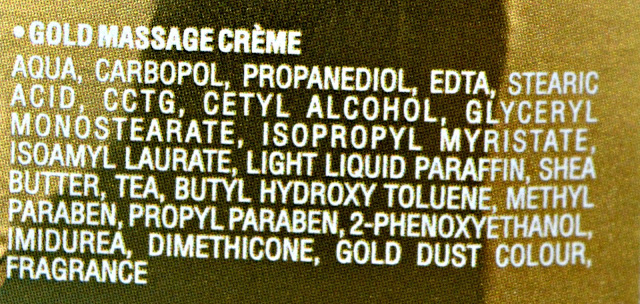 • GOLD MASSAGE CRÈME
AQUA, CARBOPOL, PROPANEDIOL, EDTA, STEARIC
ACID, CCTG, CETYL ALCOHOL, GLYCERYL
MONOSTEARATE, ISOPROPYL MYRISTATE,
ISOAMYL LAURATE, LIGHT LIQUID PARAFFIN, SHEA
BUTTER, TEA, BUTYL HYDROXY TOLUENE, METHYL
PARABEN, PROPYL PARABEN, 2-PHENOXYETHANOL,
IMIDUREA, DIMETHICONE, GOLD DUST COLOUR,
FRAGRANCE